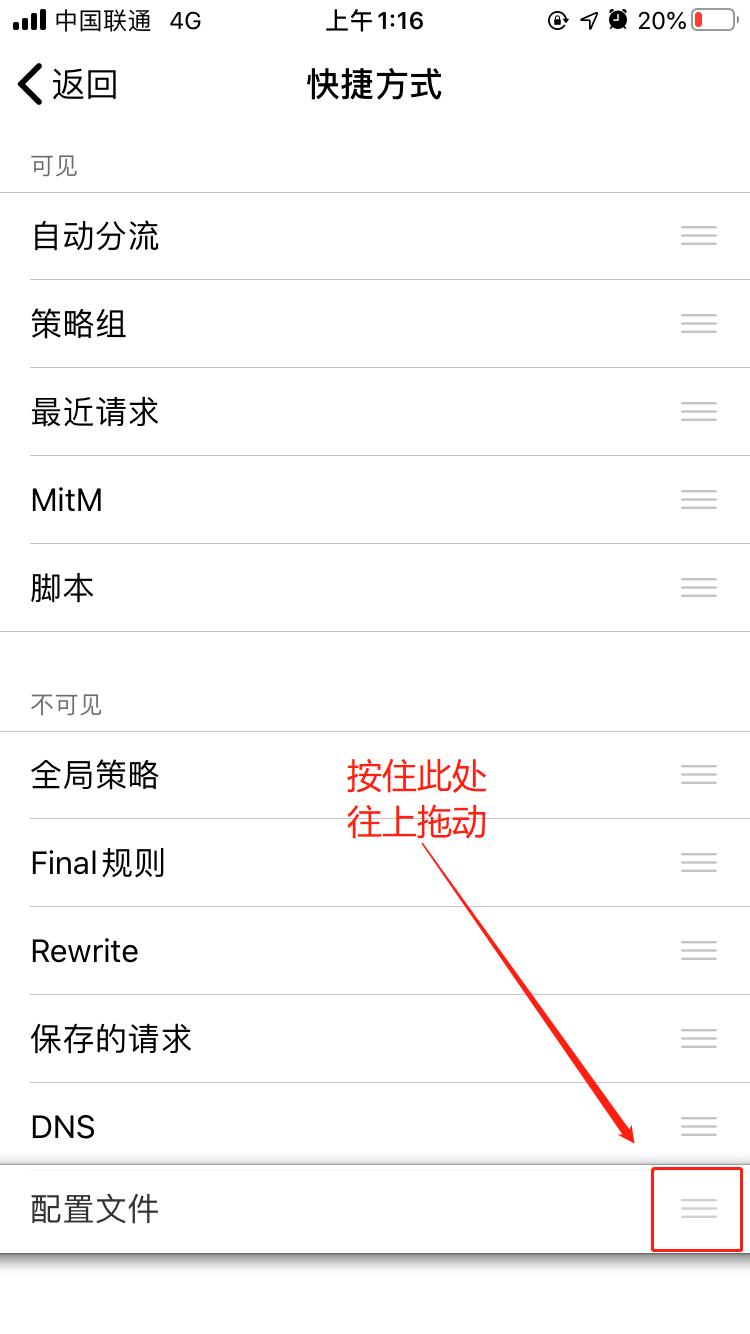 中国联通 4G 上午1:16 20%
返回 快捷方式
可见
自动分流
策略组
最近请求
MitM
脚本
不可见
全局策略
按住此处
往上拖动
Final规则
Rewrite
保存的请求
DNS
配置文件